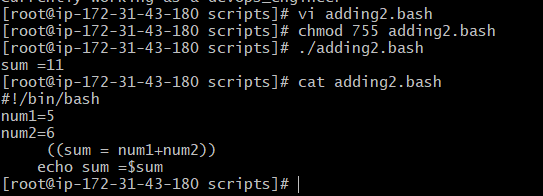 [root@ip-172-31-43-180 scripts]# vi adding2.bash
[root@ip-172-31-43-180 scripts]# chmod 755 adding2.bash
[root@ip-172-31-43-180 scripts]# ./adding2.bash
sum =11
[root@ip-172-31-43-180 scripts]# cat adding2.bash
#!/bin/bash
num1=5
num2=6
     ((sum = num1+num2))
    echo sum =$sum
[root@ip-172-31-43-180 scripts]#